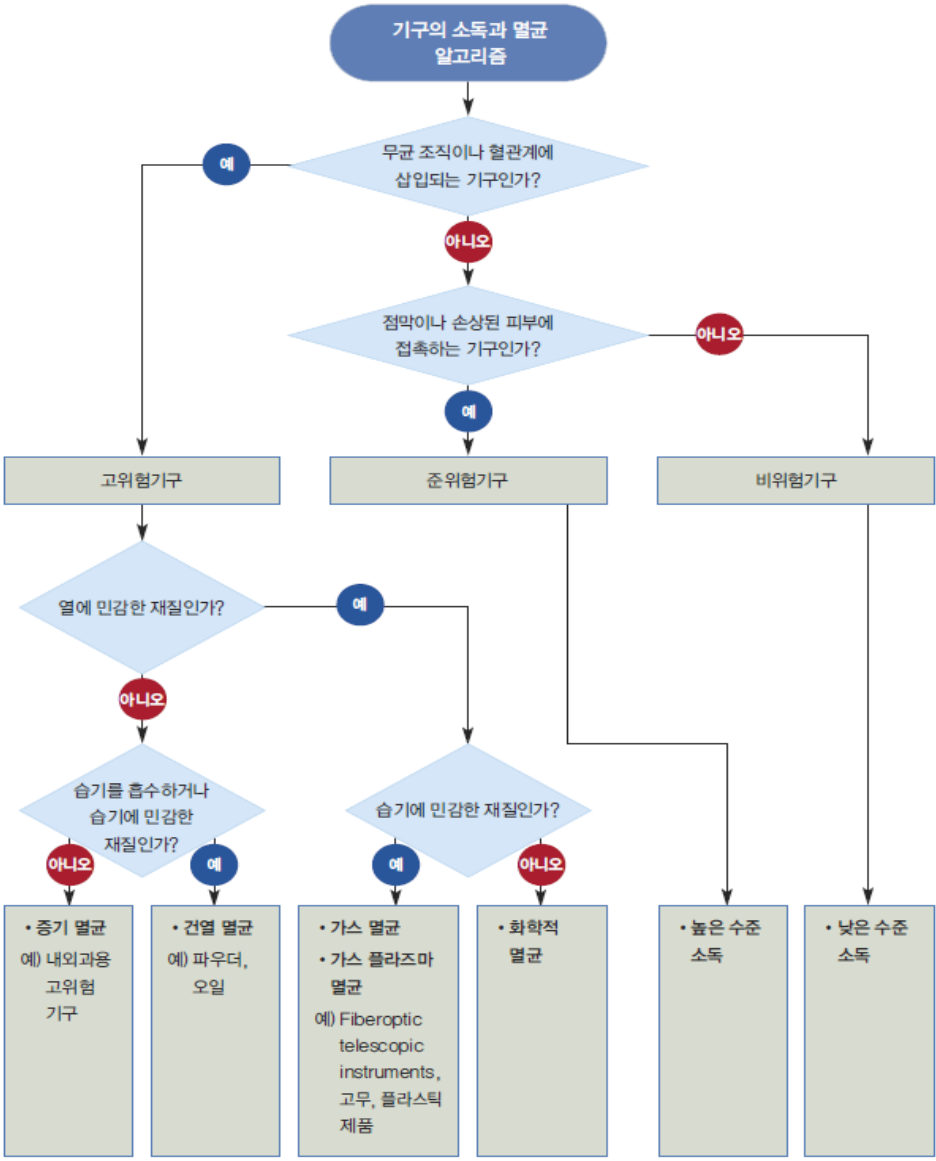 기구의 소독과 멸균
알고리즘
무균 조직이나 혈관계에
삽입되는 기구인가?
예
아니오
점막이나 손상된 피부에
접촉하는 기구인가?
아니오
예
고위험기구
준위험기구
비위험기구
열에 민감한 재질인가?
예
아니오
습기를 흡수하거나
습기에 민감한
재질인가?
습기에 민감한 재질인가?
아니오
예
예
아니오
• 증기 멸균
예) 내외과용
고위험
기구
• 건열 멸균
예) 파우더,
오일
• 가스 멸균
• 가스 플라즈마
멸균
예) Fiberoptic
telescopic
instruments,
고무, 플라스틱
제품
• 화학적
멸균
• 높은 수준
소독
• 낮은 수준
소독